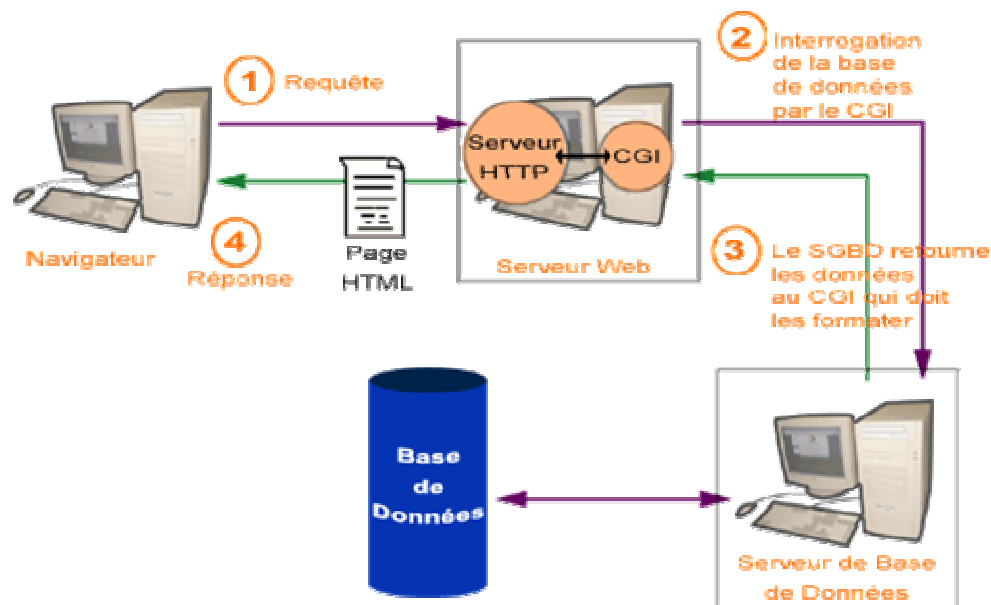 1 Requête
Serveur
HTTP
CGI
2 Interrogation
de la base
de données
par le CGI
Navigateur
4
Réponse
Page
HTML
Serveur Web
3 Le SGBD retourne
les données
au CGI qui doit
les formater
Base
de
Données
Serveur de Base
de Données